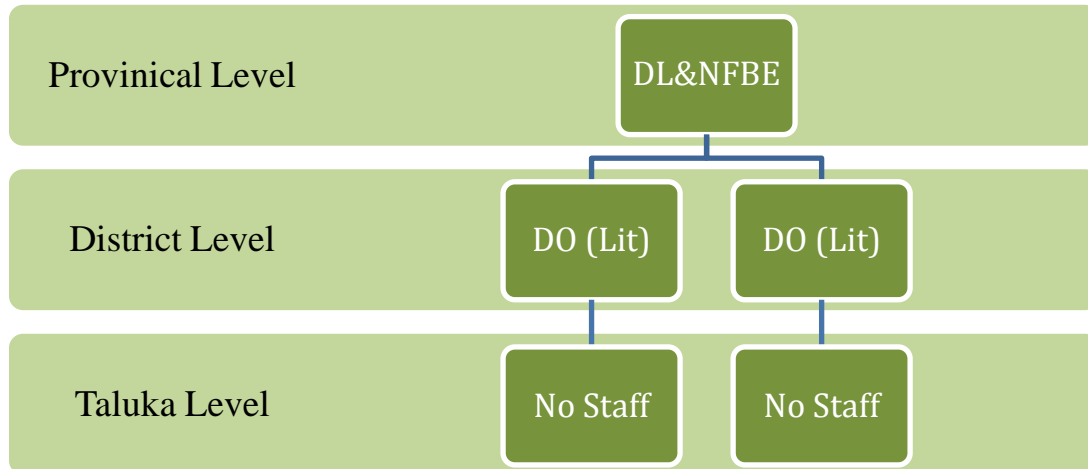 Provinical Level
DL&NFBE
District Level
DO (Lit)
DO (Lit)
Taluka Level
No Staff
No Staff